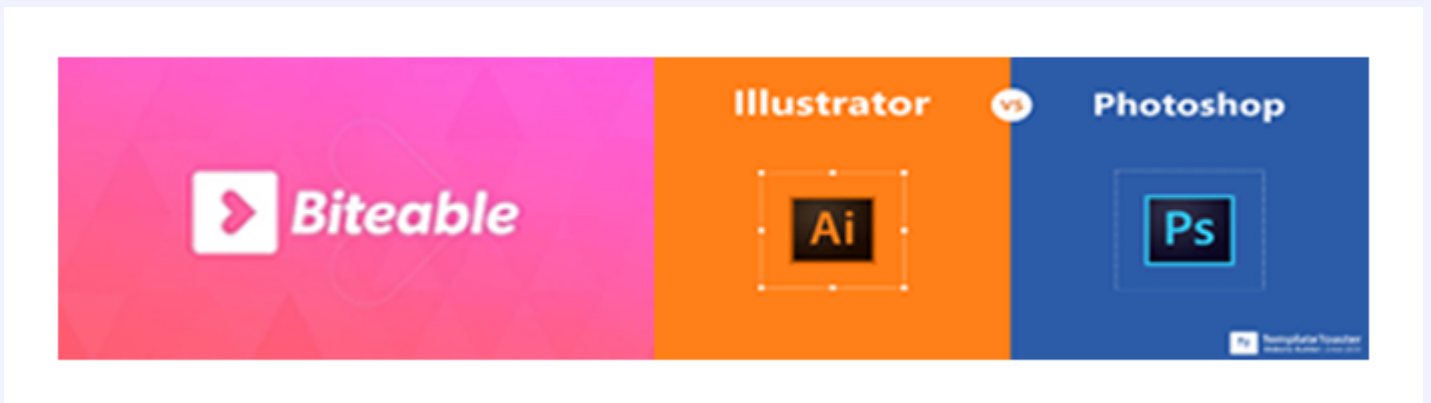 Biteable
Illustrator
vs
Photoshop
Ai
Ps
TemplateToaster